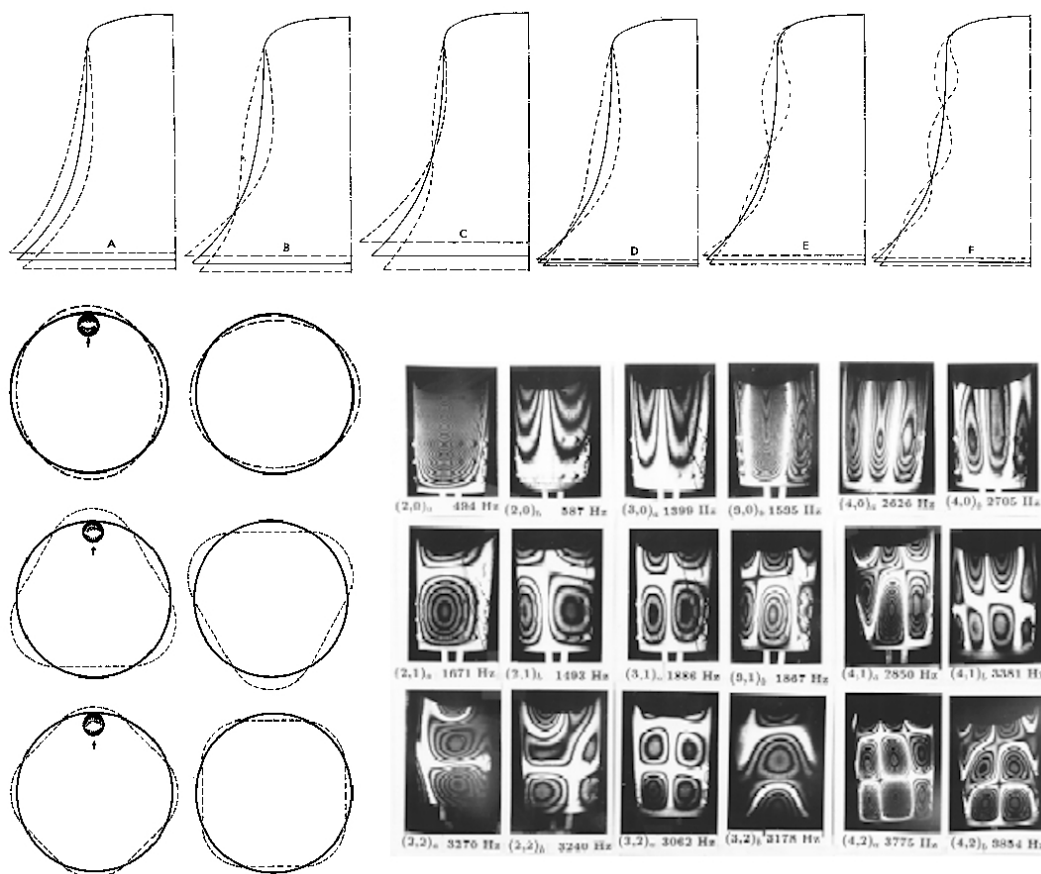 A B C D E F
(2,0)a 494 Hz (2,0)b 587 Hz (3,0)a 1399 Hz (3,0)b 1595 Hz (4,0)a 2626 Hz (4,0)b 2705 Hz
(2,1)a 1671 Hz (2,1)b 1493 Hz (3,1)a 1886 Hz (3,1)b 1867 Hz (4,1)a 2850 Hz (4,1)b 3381 Hz
(2,2)a 3270 Hz (2,2)b 3240 Hz (3,2)a 3062 Hz (3,2)b 3178 Hz (4,2)a 3775 Hz (4,2)b 3854 Hz